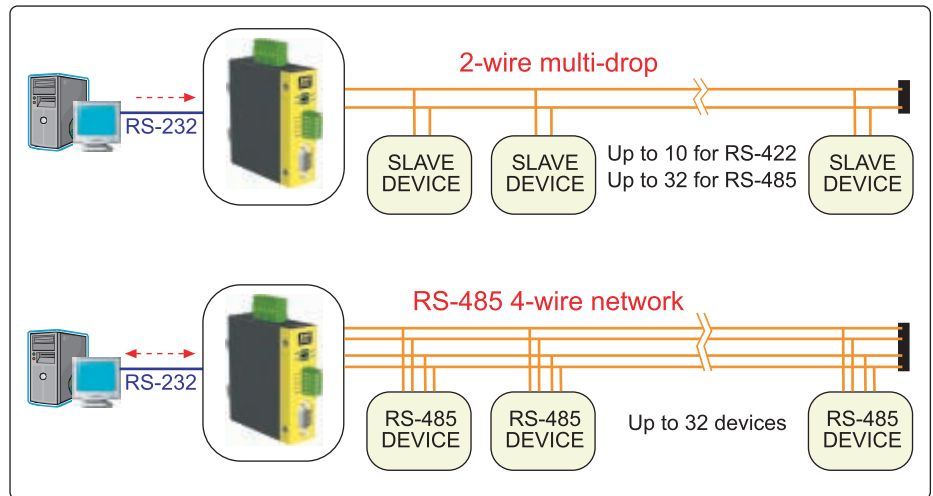 2-wire multi-drop
RS-232
SLAVE
DEVICE
SLAVE
DEVICE
Up to 10 for RS-422
Up to 32 for RS-485
SLAVE
DEVICE
RS-485 4-wire network
RS-232
RS-485
DEVICE
RS-485
DEVICE
Up to 32 devices
RS-485
DEVICE